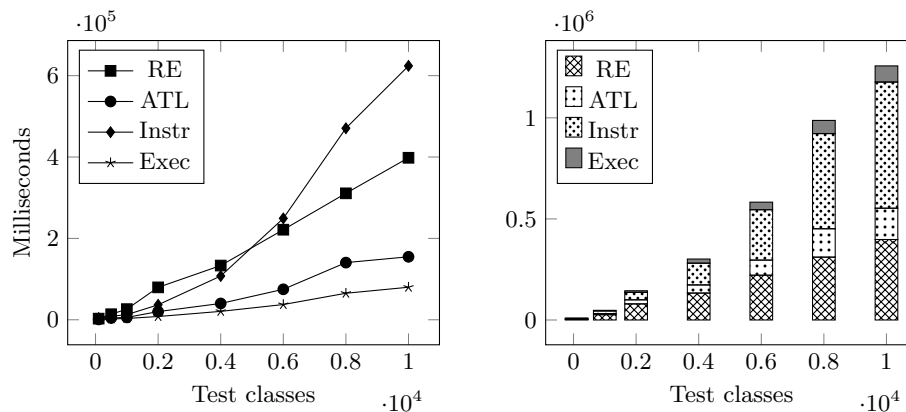 ·10^5
6
4
2
0
Milliseconds
RE
ATL
Instr
Exec
0 0.2 0.4 0.6 0.8 1
Test classes
·10^4
·10^6
1
0.5
0
RE
ATL
Instr
Exec
0 0.2 0.4 0.6 0.8 1
Test classes
·10^4